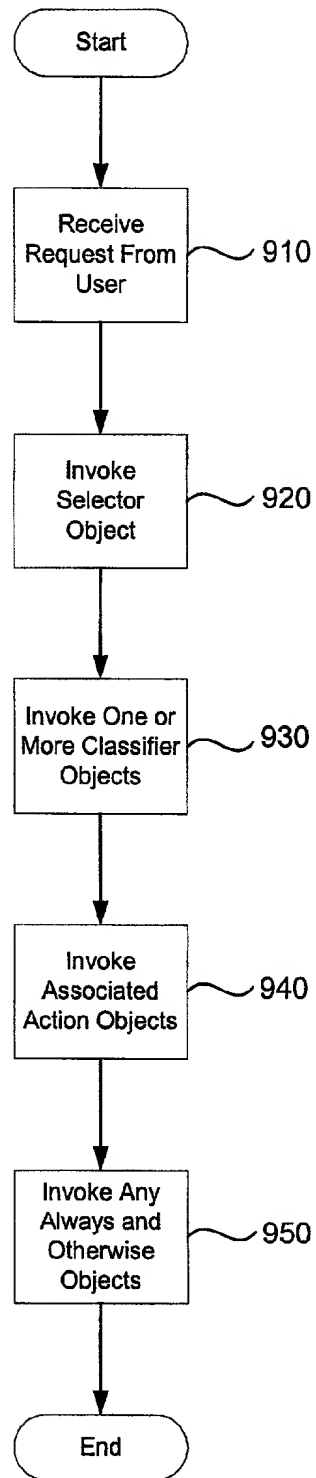 Start
Receive
Request From
User
910
Invoke
Selector
Object
920
Invoke One or
More Classifier
Objects
930
Invoke
Associated
Action Objects
940
Invoke Any
Always and
Otherwise
Objects
950
End